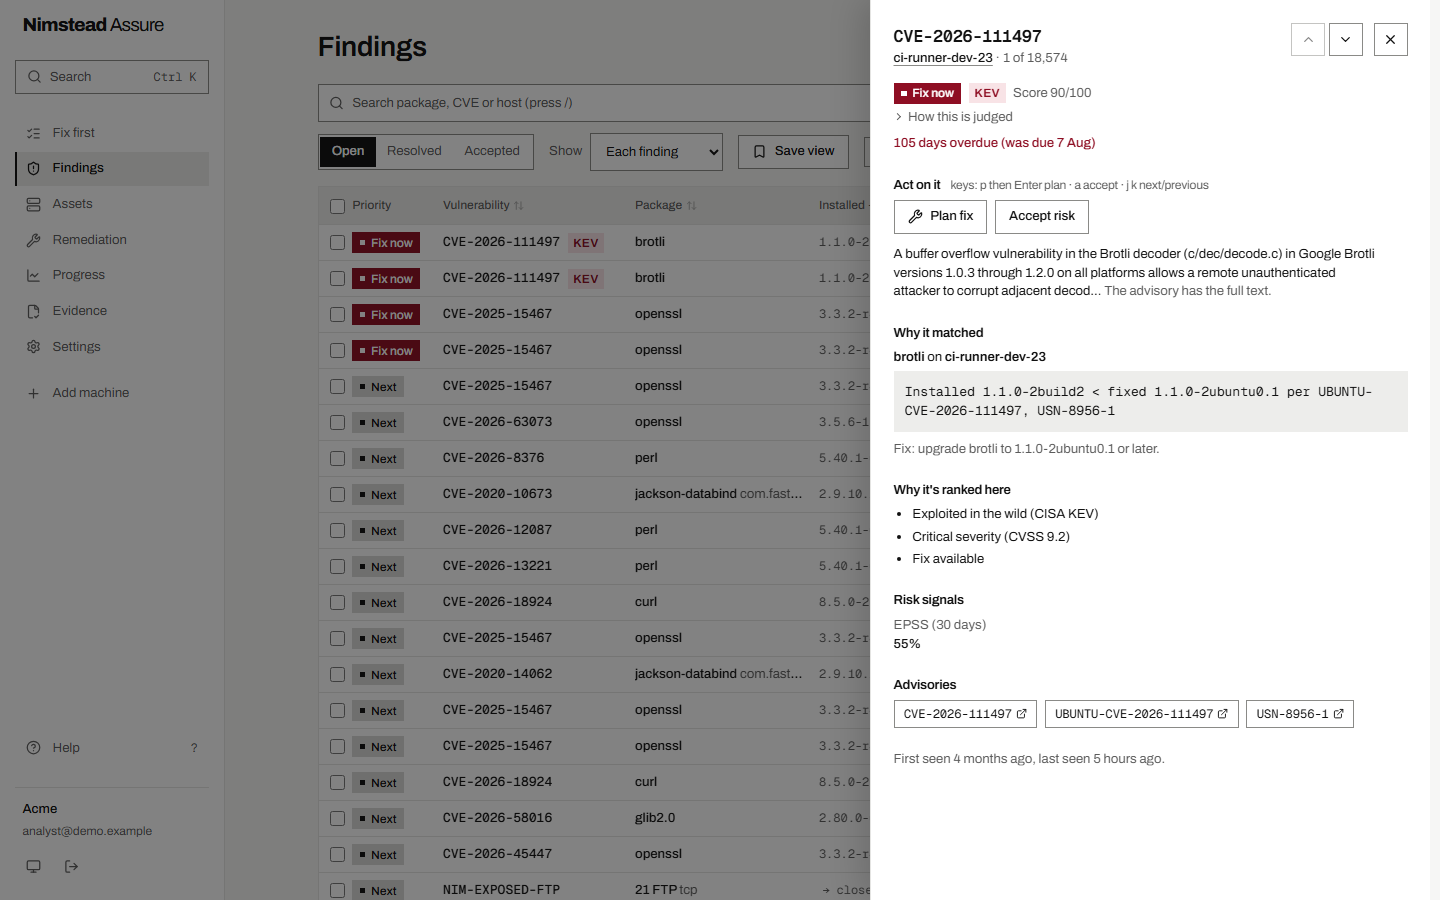 Nimstead Assure
Search Ctrl K
Fix first
Findings
Assets
Remediation
Progress
Evidence
Settings
Add machine
Help ?
Acme
analyst@demo.example
Findings
Search package, CVE or host (press /)
Open Resolved Accepted Show Each finding Save view
Priority Vulnerability Package Installed
Fix now CVE-2026-111497 KEV brotli 1.1.0-2
Fix now CVE-2026-111497 KEV brotli 1.1.0-2
Fix now CVE-2025-15467 openssl 3.3.2-r
Fix now CVE-2025-15467 openssl 3.3.2-r
Next CVE-2025-15467 openssl 3.3.2-r
Next CVE-2026-63073 openssl 3.5.6-1
Next CVE-2026-8376 perl 5.40.1-
Next CVE-2020-10673 jackson-databind com.fast... 2.9.10.
Next CVE-2026-12087 perl 5.40.1-
Next CVE-2026-13221 perl 5.40.1-
Next CVE-2026-18924 curl 8.5.0-2
Next CVE-2025-15467 openssl 3.3.2-r
Next CVE-2020-14062 jackson-databind com.fast... 2.9.10.
Next CVE-2025-15467 openssl 3.3.2-r
Next CVE-2025-15467 openssl 3.3.2-r
Next CVE-2026-18924 curl 8.5.0-2
Next CVE-2026-58016 glib2.0 2.80.0-
Next CVE-2026-45447 openssl 3.3.2-r
Next NIM-EXPOSED-FTP 21 FTP tcp → close
CVE-2026-111497
ci-runner-dev-23 · 1 of 18,574
Fix now KEV Score 90/100
How this is judged
105 days overdue (was due 7 Aug)
Act on it keys: p then Enter plan · a accept · j k next/previous
Plan fix Accept risk
A buffer overflow vulnerability in the Brotli decoder (c/dec/decode.c) in Google Brotli
versions 1.0.3 through 1.2.0 on all platforms allows a remote unauthenticated
attacker to corrupt adjacent decod... The advisory has the full text.
Why it matched
brotli on ci-runner-dev-23
Installed 1.1.0-2build2 < fixed 1.1.0-2ubuntu0.1 per UBUNTU-
CVE-2026-111497, USN-8956-1
Fix: upgrade brotli to 1.1.0-2ubuntu0.1 or later.
Why it's ranked here
• Exploited in the wild (CISA KEV)
• Critical severity (CVSS 9.2)
• Fix available
Risk signals
EPSS (30 days)
55%
Advisories
CVE-2026-111497 UBUNTU-CVE-2026-111497 USN-8956-1
First seen 4 months ago, last seen 5 hours ago.